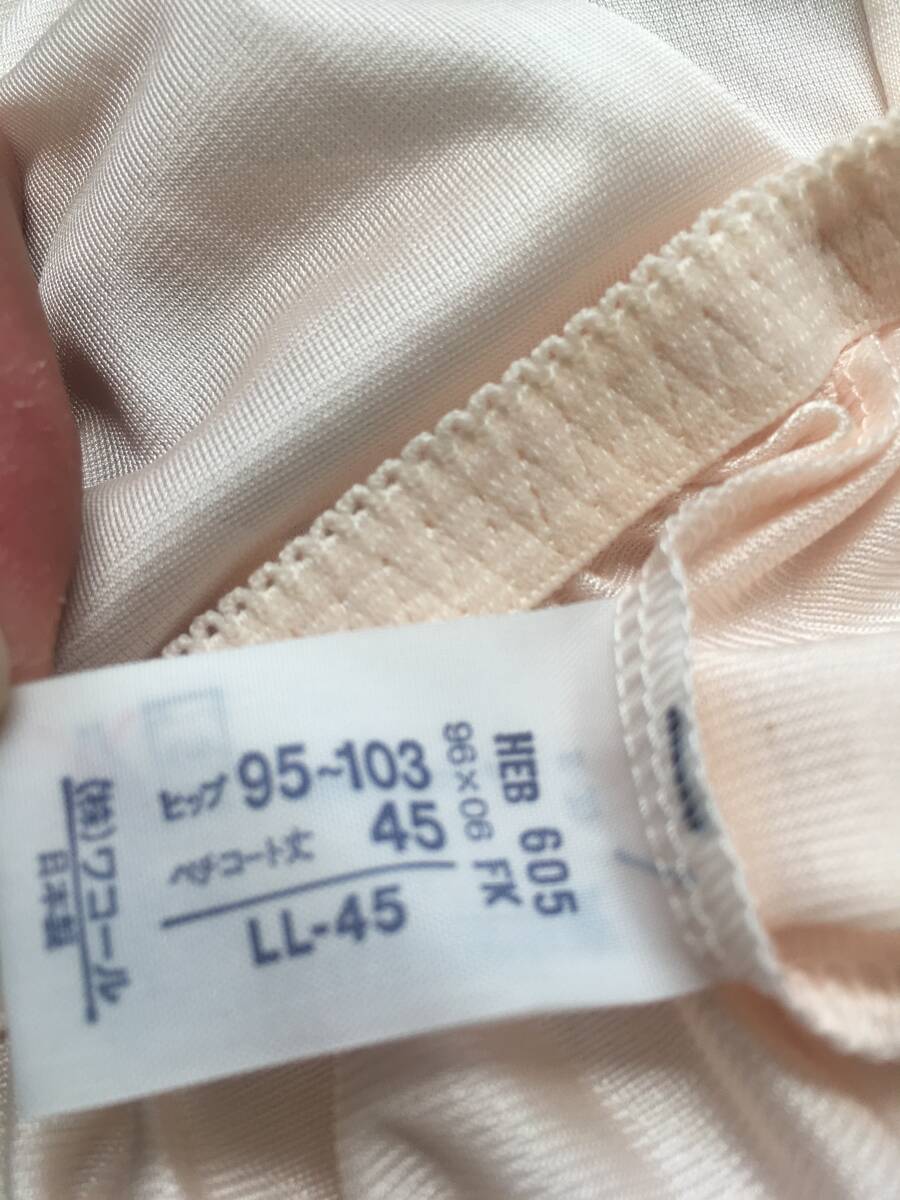 ヒップ 95~103
ペチコート丈 45
LL-45
HEB 605
96×06 FK
(株)ワコール
日本製